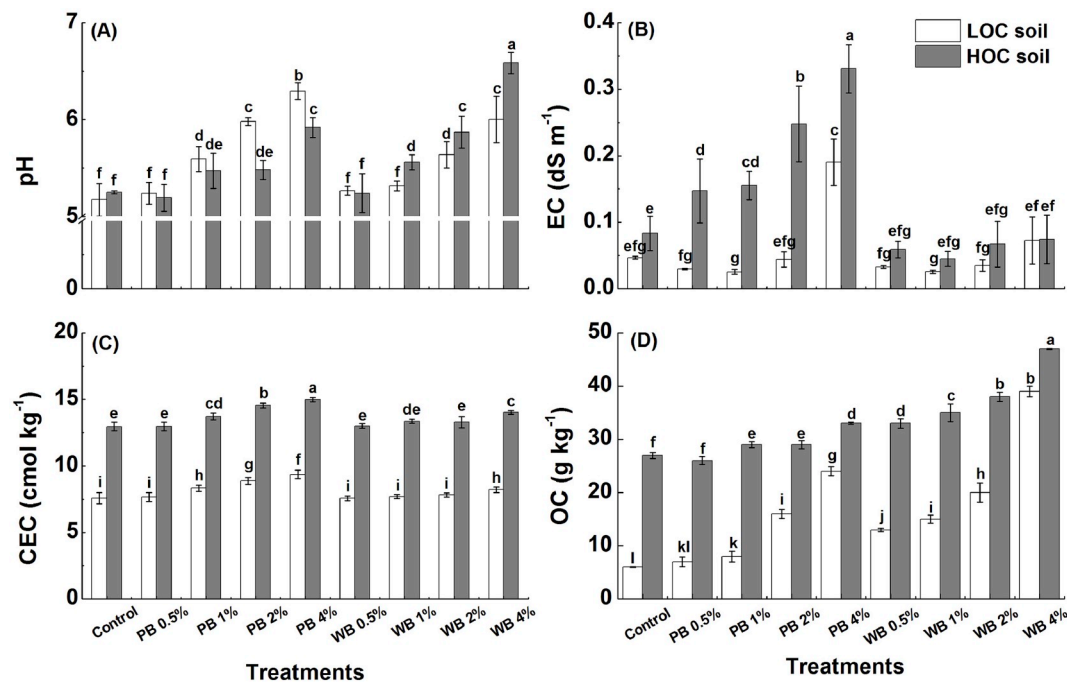 (A)
7
6
5
0
pH
f f f f d de c de b c f f f d d c c a
(B)
LOC soil
HOC soil
0.4
0.3
0.2
0.1
0.0
EC (dS m⁻¹)
efg e fg d g cd efg b c a fg efg g efg fg efg ef ef
(C)
20
15
10
5
0
CEC (cmol kg⁻¹)
i e i e h cd g b f a i e i de i e h c
Control PB 0.5% PB 1% PB 2% PB 4% WB 0.5% WB 1% WB 2% WB 4%
Treatments
(D)
50
40
30
20
10
0
OC (g kg⁻¹)
l f kl f k e i e g d j d i c h b b a
Control PB 0.5% PB 1% PB 2% PB 4% WB 0.5% WB 1% WB 2% WB 4%
Treatments